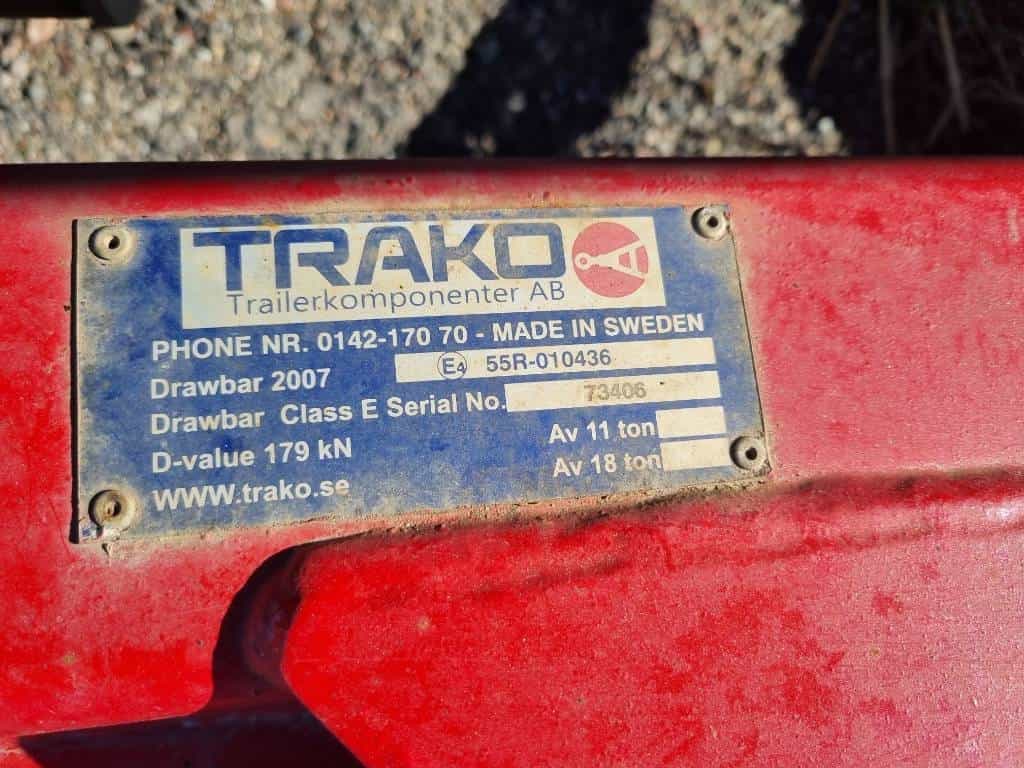 TRAKO
Trailerkomponenter AB
PHONE NR. 0142-170 70 - MADE IN SWEDEN
Drawbar 2007 E4 55R-010436
Drawbar Class E Serial No. 73406
D-value 179 kN Av 11 ton
WWW.trako.se Av 18 ton